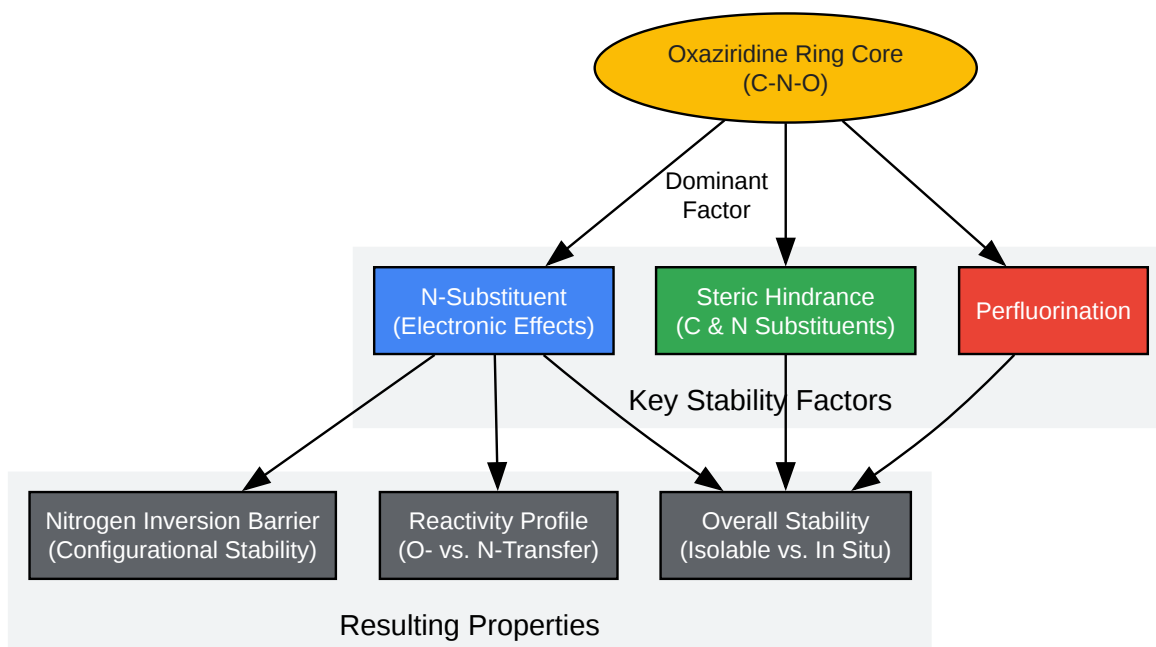 Oxaziridine Ring Core
(C-N-O)
Dominant
Factor
N-Substituent
(Electronic Effects)
Steric Hindrance
(C & N Substituents)
Perfluorination
Key Stability Factors
Nitrogen Inversion Barrier
(Configurational Stability)
Reactivity Profile
(O- vs. N-Transfer)
Overall Stability
(Isolable vs. In Situ)
Resulting Properties